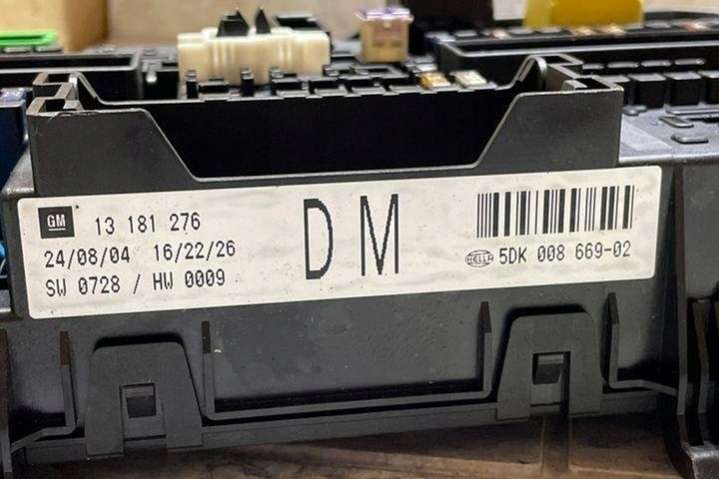 GM 13 181 276
24/08/04 16/22/26
SW 0728 / HW 0009
DM
HELLA 5DK 008 669-02